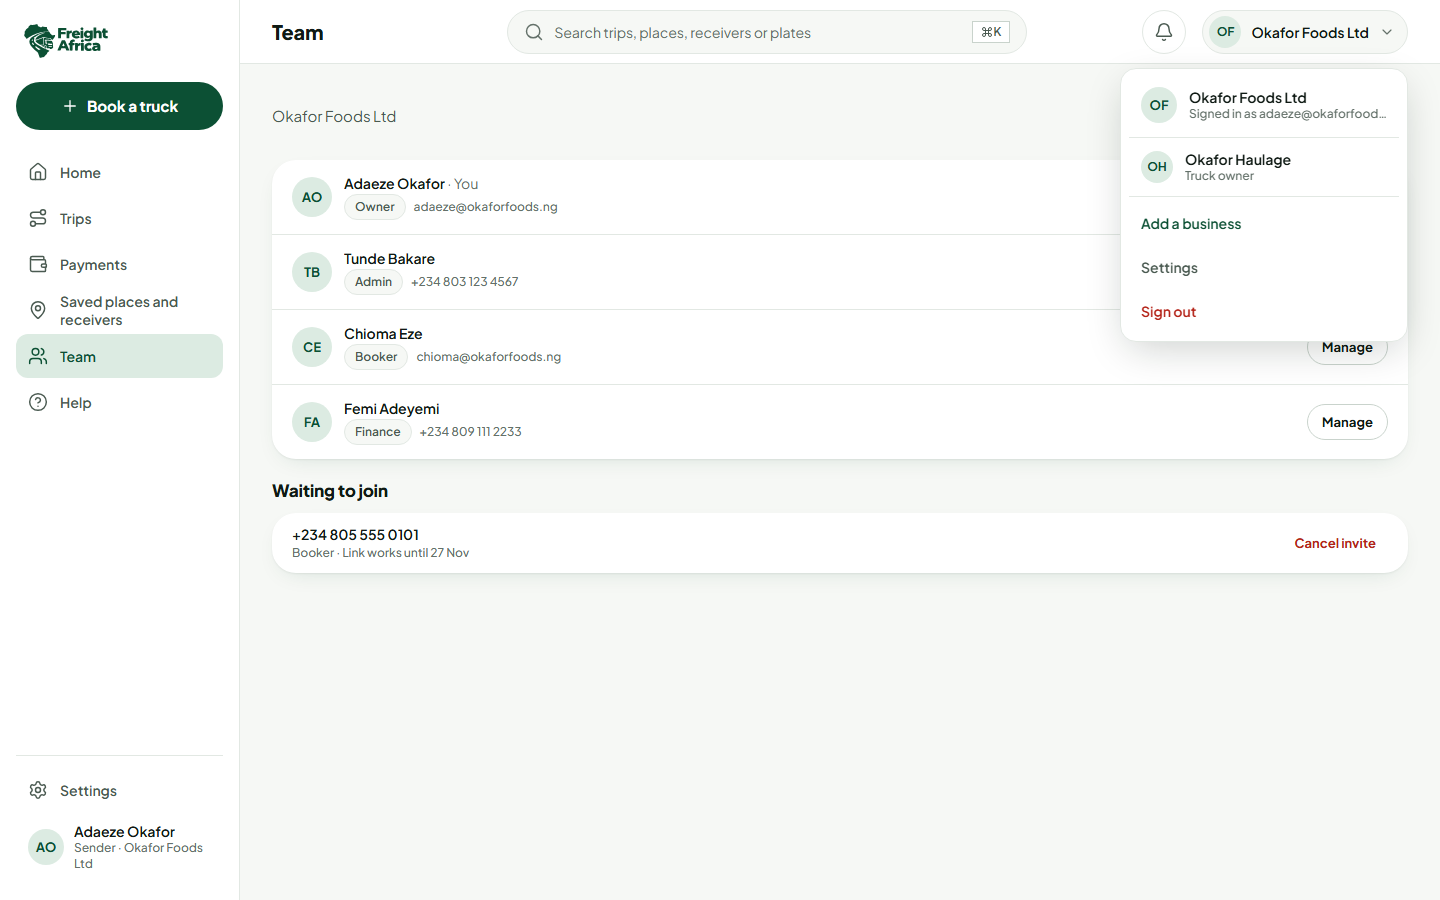 Freight
Africa
Team
Search trips, places, receivers or plates
⌘K
OF
Okafor Foods Ltd
Book a truck
Home
Trips
Payments
Saved places and
receivers
Team
Help
Settings
AO
Adaeze Okafor
Sender · Okafor Foods
Ltd
Okafor Foods Ltd
AO
Adaeze Okafor · You
Owner
adaeze@okaforfoods.ng
TB
Tunde Bakare
Admin
+234 803 123 4567
CE
Chioma Eze
Booker
chioma@okaforfoods.ng
Manage
FA
Femi Adeyemi
Finance
+234 809 111 2233
Manage
Waiting to join
+234 805 555 0101
Booker · Link works until 27 Nov
Cancel invite
OF
Okafor Foods Ltd
Signed in as adaeze@okaforfood...
OH
Okafor Haulage
Truck owner
Add a business
Settings
Sign out